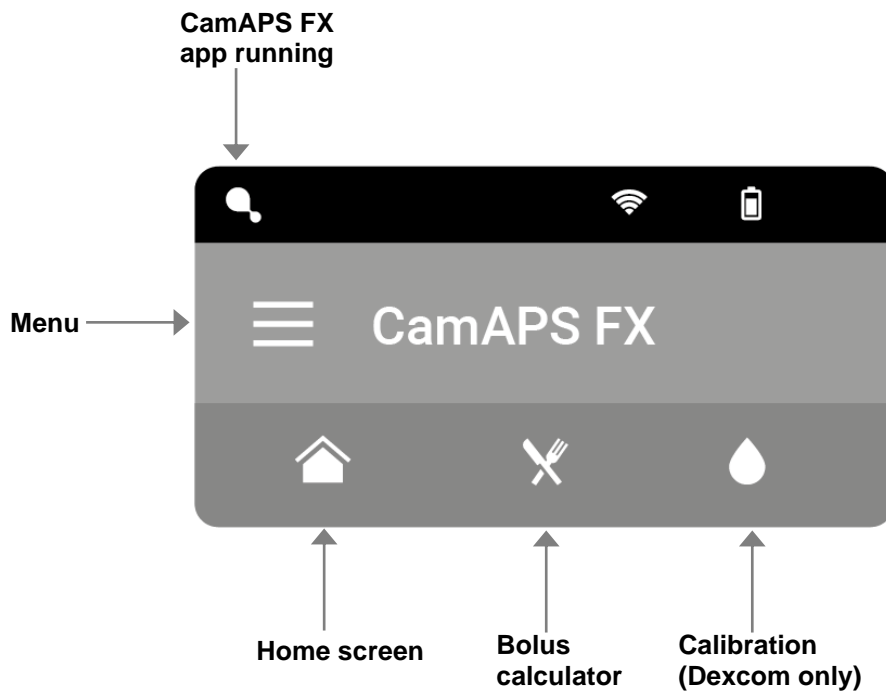 CamAPS FX
app running
Menu
CamAPS FX
Home screen
Bolus
calculator
Calibration
(Dexcom only)